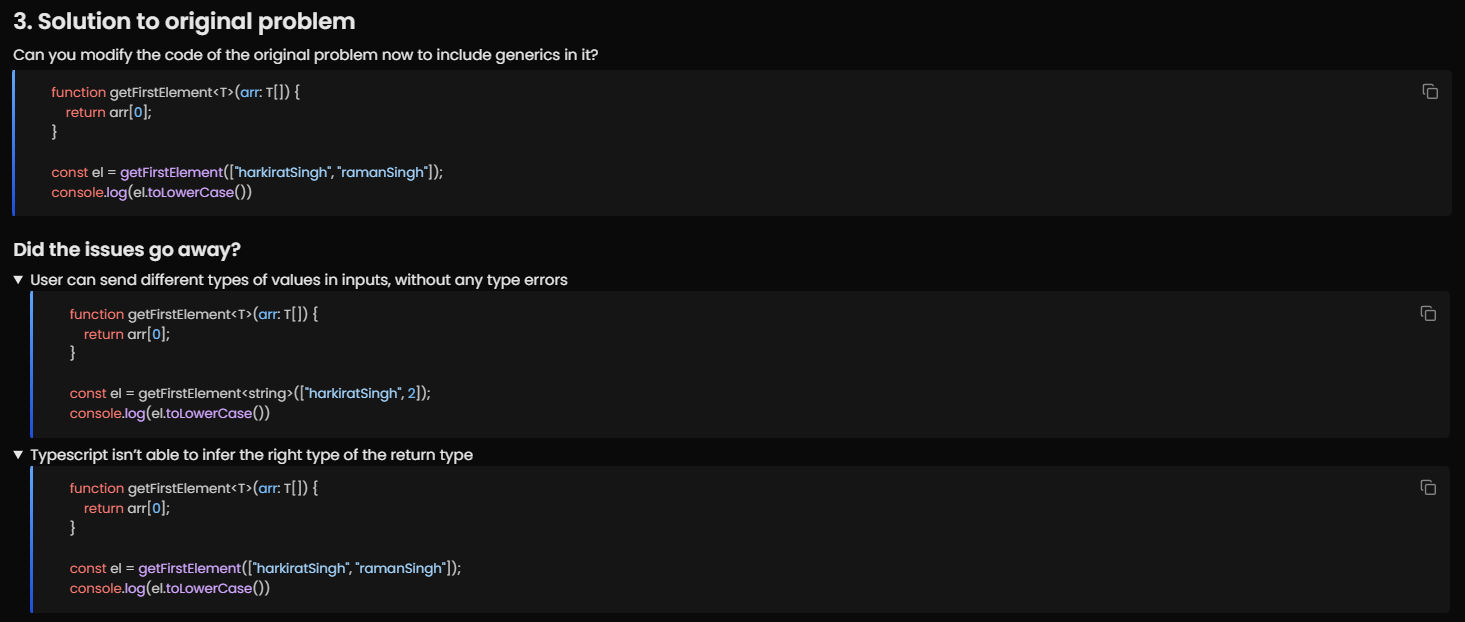 3. Solution to original problem
Can you modify the code of the original problem now to include generics in it?
function getFirstElement<T>(arr: T[]) {
    return arr[0];
}
const el = getFirstElement(["harkiratSingh", "ramanSingh"]);
console.log(el.toLowerCase())
Did the issues go away?
▼ User can send different types of values in inputs, without any type errors
function getFirstElement<T>(arr: T[]) {
    return arr[0];
}
const el = getFirstElement<string>(["harkiratSingh", 2]);
console.log(el.toLowerCase())
▼ Typescript isn’t able to infer the right type of the return type
function getFirstElement<T>(arr: T[]) {
    return arr[0];
}
const el = getFirstElement(["harkiratSingh", "ramanSingh"]);
console.log(el.toLowerCase())